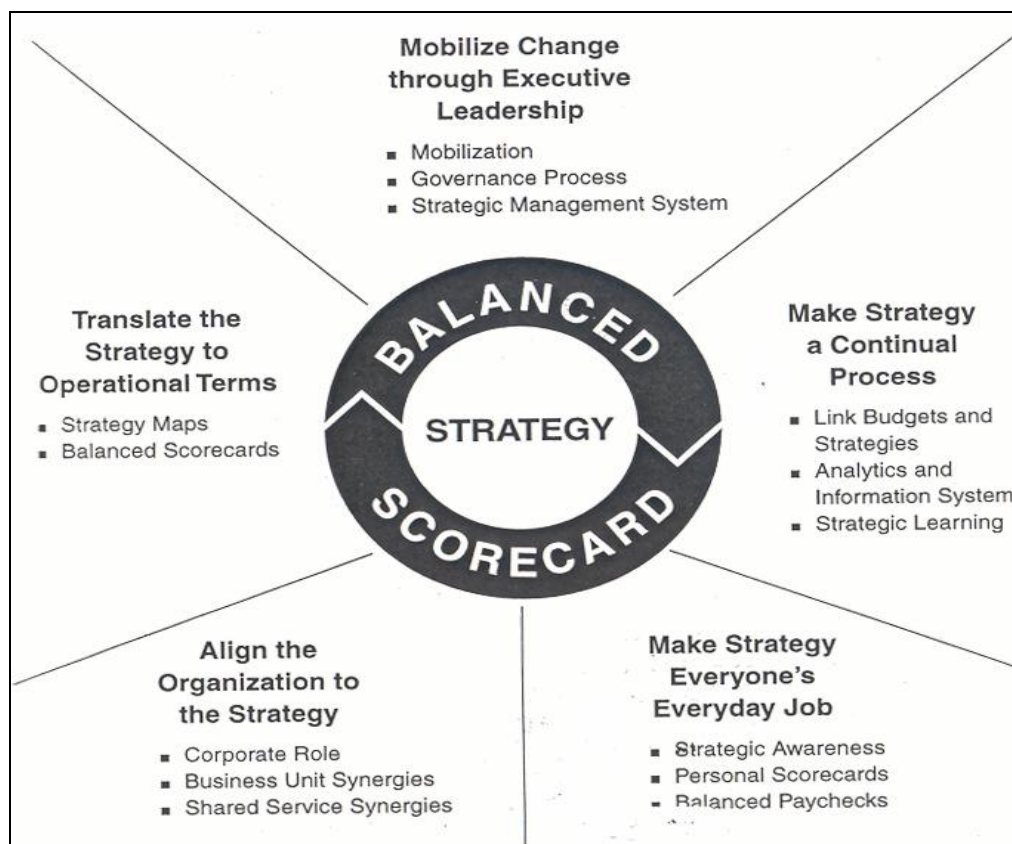 Mobilize Change
through Executive
Leadership
▪ Mobilization
▪ Governance Process
▪ Strategic Management System
Translate the
Strategy to
Operational Terms
▪ Strategy Maps
▪ Balanced Scorecards
BALANCED
STRATEGY
SCORECARD
Make Strategy
a Continual
Process
▪ Link Budgets and
Strategies
▪ Analytics and
Information System
▪ Strategic Learning
Align the
Organization to
the Strategy
▪ Corporate Role
▪ Business Unit Synergies
▪ Shared Service Synergies
Make Strategy
Everyone's
Everyday Job
▪ Strategic Awareness
▪ Personal Scorecards
▪ Balanced Paychecks